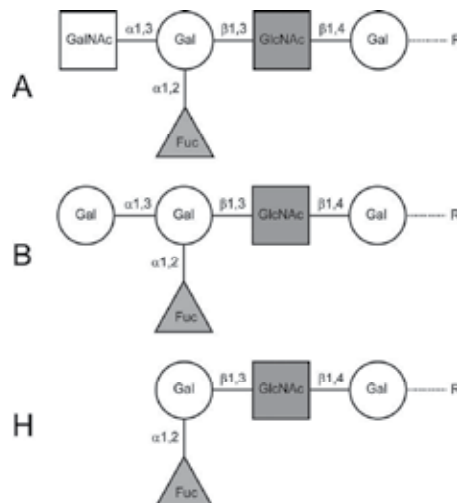 α1,3 β1,3 β1,4
GalNAc Gal GlcNAc Gal R
A
α1,2
Fuc
α1,3 β1,3 β1,4
Gal Gal GlcNAc Gal R
B
α1,2
Fuc
β1,3 β1,4
Gal GlcNAc Gal R
H
α1,2
Fuc